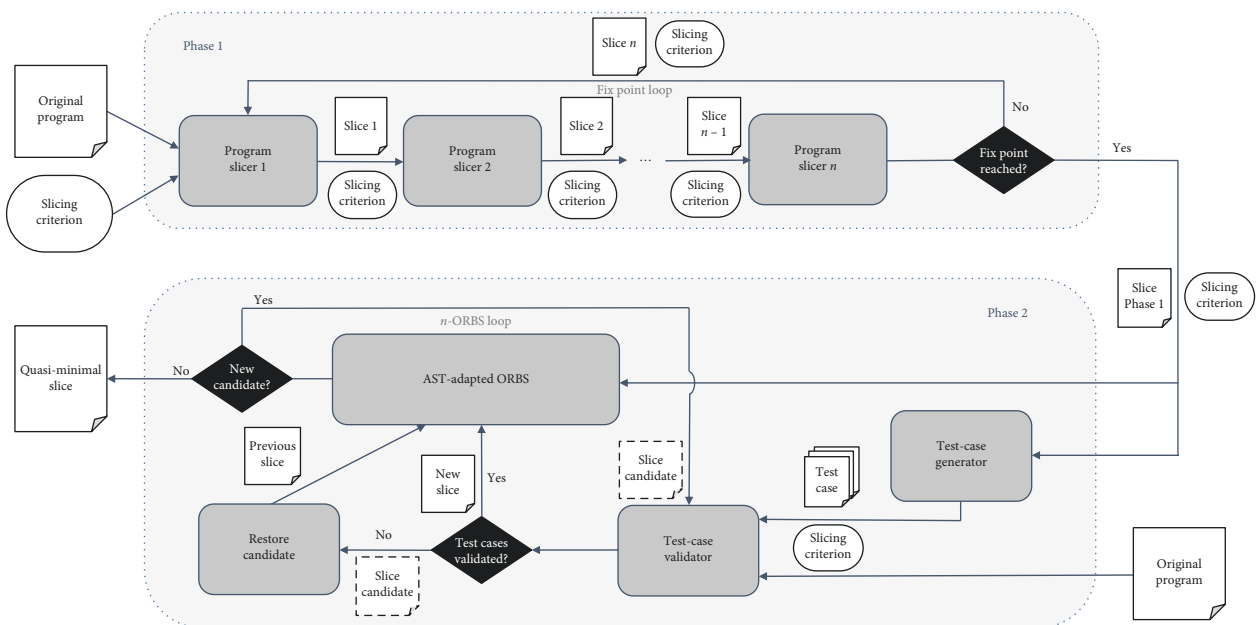 Phase 1
Slice n
Slicing
criterion
Fix point loop
Original
program
Slicing
criterion
Program
slicer 1
Slice 1
Slicing
criterion
Program
slicer 2
Slice 2
Slicing
criterion
...
Slice
n – 1
Slicing
criterion
Program
slicer n
Fix point
reached?
No
Yes
Slice
Phase 1
Slicing
criterion
Phase 2
Yes
n-ORBS loop
Quasi-minimal
slice
No
New
candidate?
AST-adapted ORBS
Previous
slice
New
slice
Yes
Slice
candidate
Test
case
Test-case
generator
Restore
candidate
No
Slice
candidate
Test cases
validated?
Test-case
validator
Slicing
criterion
Original
program